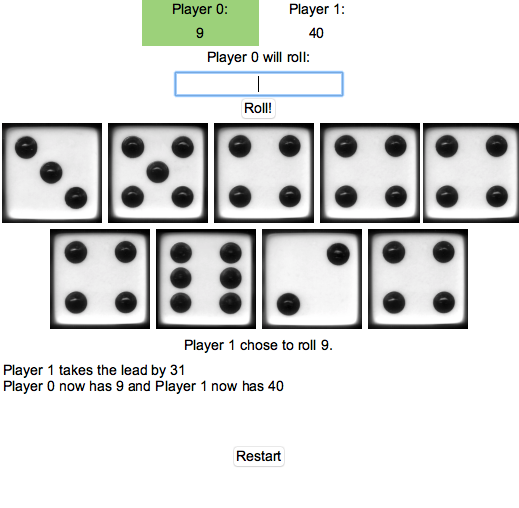 Player 0: Player 1:
9 40
Player 0 will roll:
Roll!
Player 1 chose to roll 9.
Player 1 takes the lead by 31
Player 0 now has 9 and Player 1 now has 40
Restart